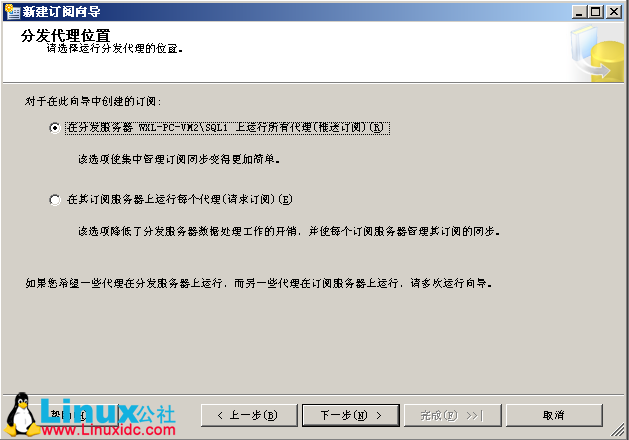 新建订阅向导
分发代理位置
请选择运行分发代理的位置。
对于在此向导中创建的订阅:
在分发服务器 WXL-PC-VM2\SQL1 上运行所有代理(推送订阅)(R)
该选项使集中管理订阅同步变得更加简单。
在其订阅服务器上运行每个代理(请求订阅)(E)
该选项降低了分发服务器数据处理工作的开销，并使每个订阅服务器管理其订阅的同步。
如果您希望一些代理在分发服务器上运行，而另一些代理在订阅服务器上运行，请多次运行向导。
< 上一步(B) 下一步(N) > 完成(F) >>| 取消
Linux公社
www.Linuxidc.com